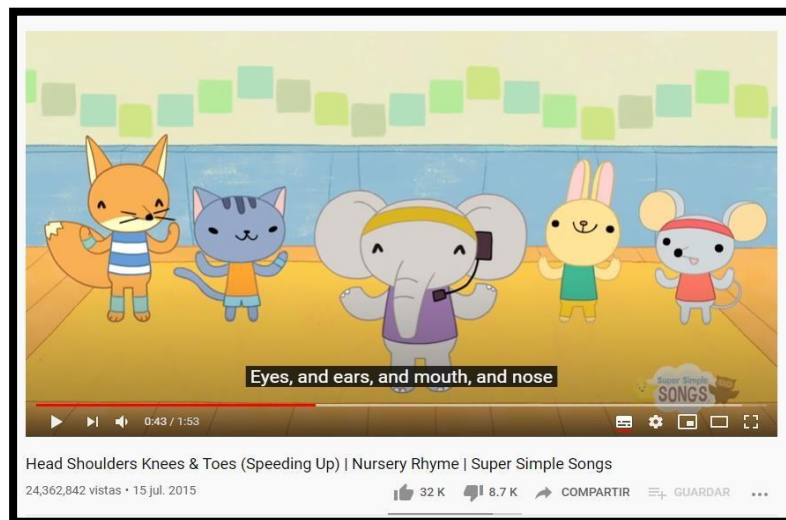 Eyes, and ears, and mouth, and nose
Super Simple
SONGS
0:43 / 1:53
Head Shoulders Knees & Toes (Speeding Up) | Nursery Rhyme | Super Simple Songs
24,362,842 vistas • 15 jul. 2015
32 K 8.7 K COMPARTIR GUARDAR